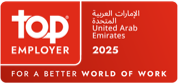 top
EMPLOYER
الإمارات العربية
المتحدة
United Arab
Emirates
2025
FOR A BETTER WORLD OF WORK